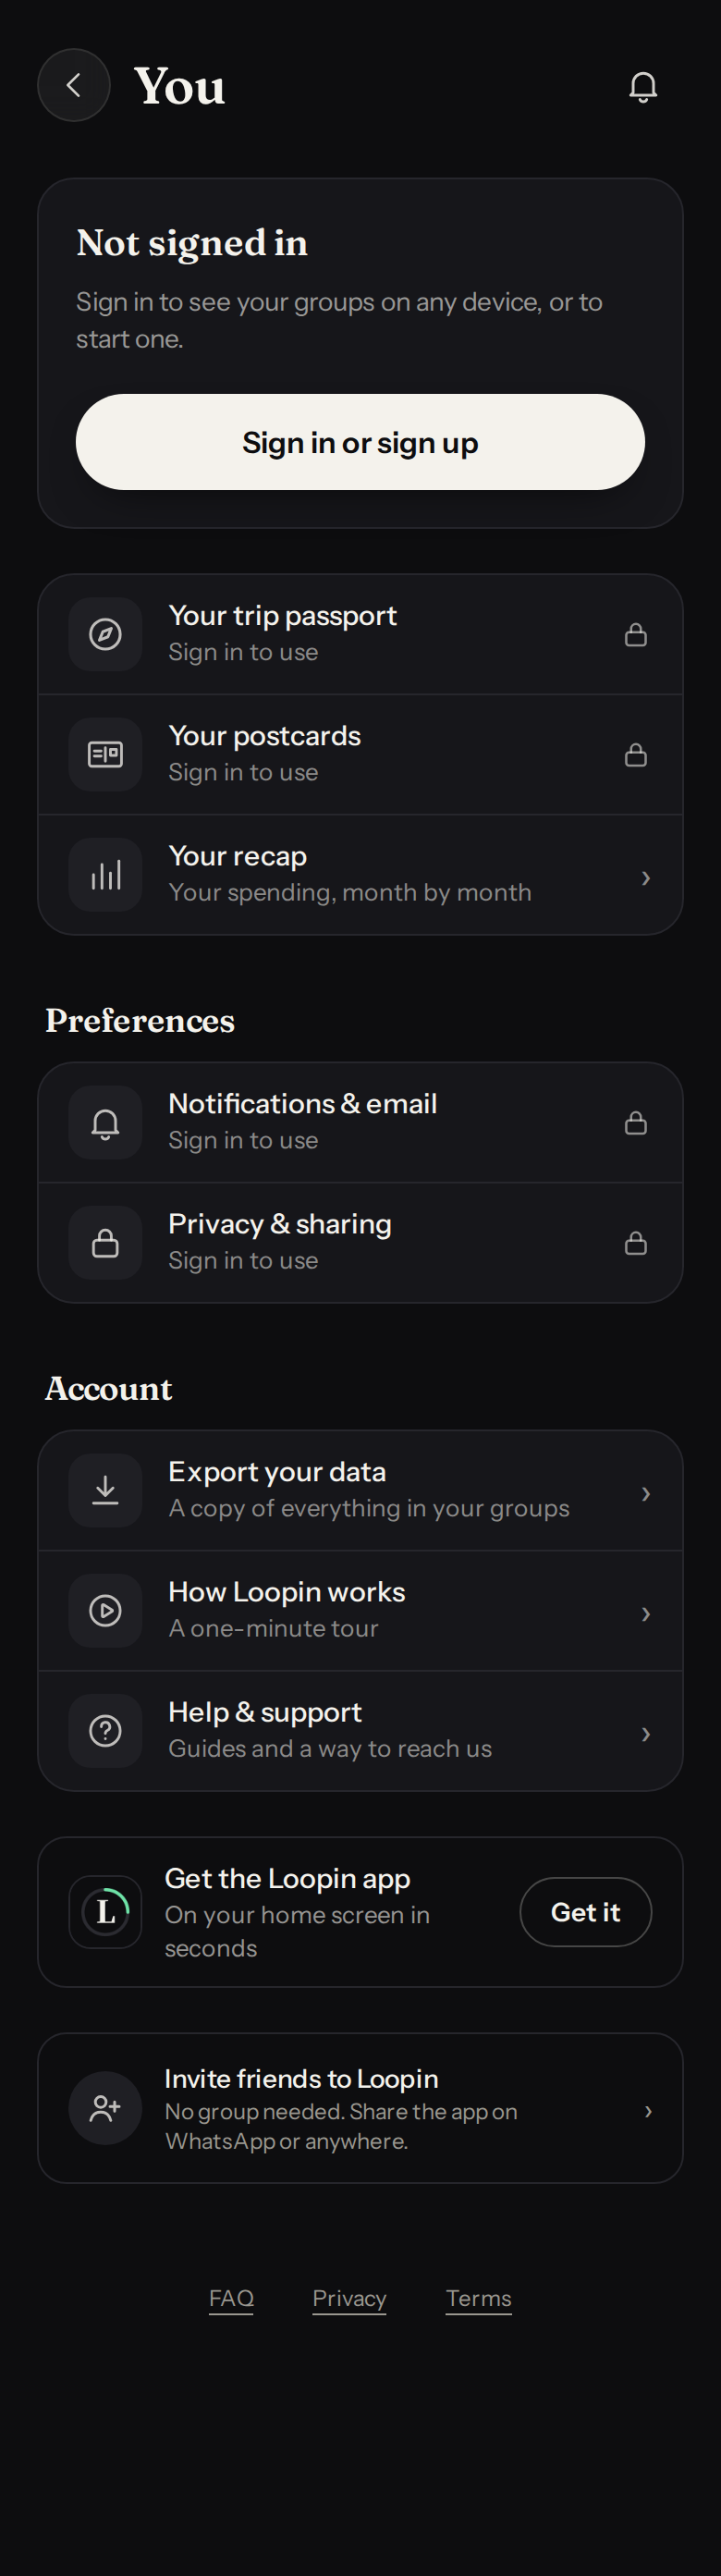 You
Not signed in
Sign in to see your groups on any device, or to
start one.
Sign in or sign up
Your trip passport
Sign in to use
Your postcards
Sign in to use
Your recap
Your spending, month by month
Preferences
Notifications & email
Sign in to use
Privacy & sharing
Sign in to use
Account
Export your data
A copy of everything in your groups
How Loopin works
A one-minute tour
Help & support
Guides and a way to reach us
L
Get the Loopin app
On your home screen in
seconds
Get it
Invite friends to Loopin
No group needed. Share the app on
WhatsApp or anywhere.
FAQ Privacy Terms